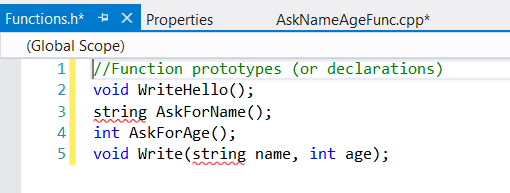 Functions.h* Properties AskNameAgeFunc.cpp*
(Global Scope)
1 //Function prototypes (or declarations)
2 void WriteHello();
3 string AskForName();
4 int AskForAge();
5 void Write(string name, int age);